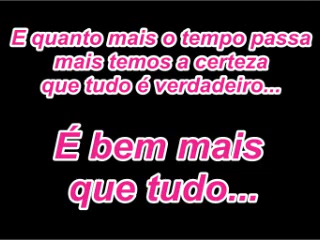 E quanto mais o tempo passa
mais temos a certeza
que tudo é verdadeiro...
É bem mais
que tudo...